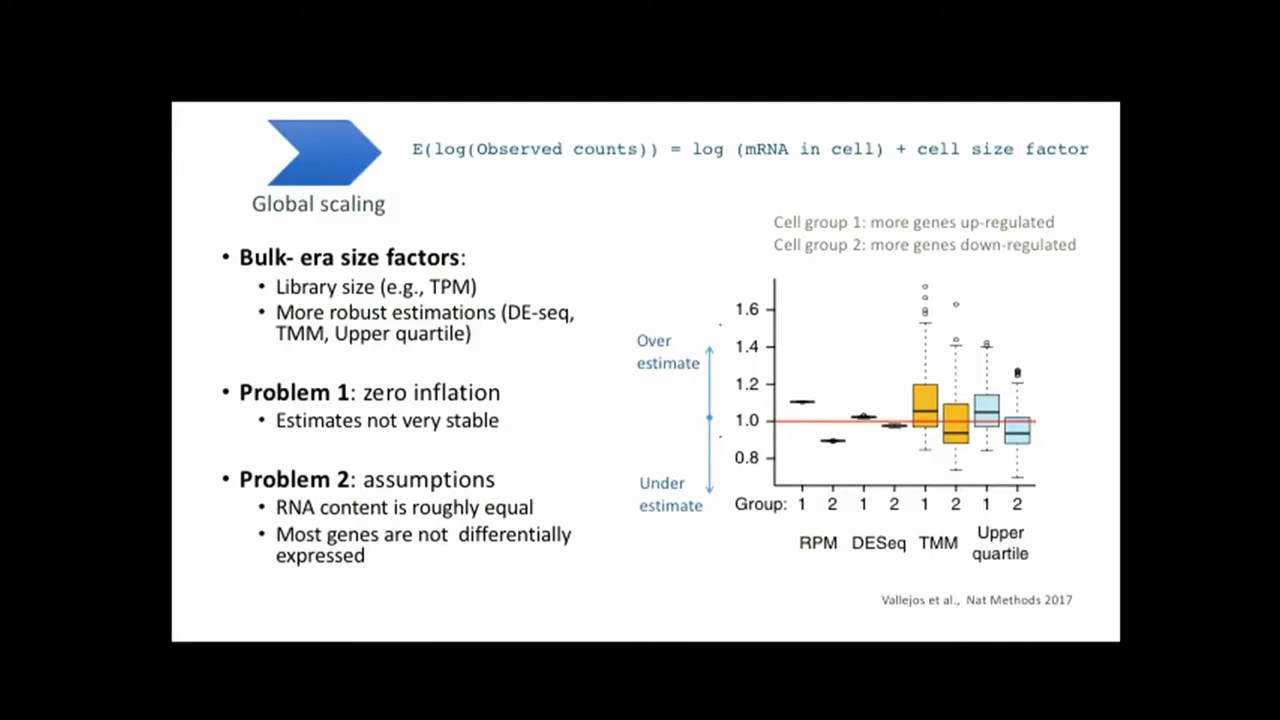 E(log(Observed counts)) = log (mRNA in cell) + cell size factor
Global scaling
• Bulk- era size factors:
• Library size (e.g., TPM)
• More robust estimations (DE-seq,
TMM, Upper quartile)
• Problem 1: zero inflation
• Estimates not very stable
• Problem 2: assumptions
• RNA content is roughly equal
• Most genes are not differentially
expressed
Cell group 1: more genes up-regulated
Cell group 2: more genes down-regulated
Over
estimate
Under
estimate
1.6
1.4
1.2
1.0
0.8
Group: 1 2 1 2 1 2 1 2
RPM DESeq TMM Upper
quartile
Vallejos et al., Nat Methods 2017